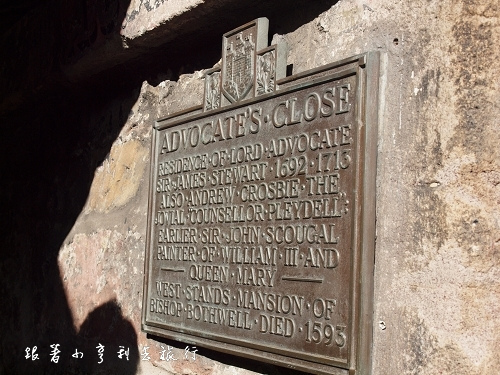 ADVOCATE'S·CLOSE
RESIDENCE·OF·LORD·ADVOCATE
SIR·JAMES·STEWART·1692·1713
ALSO·ANDREW·CROSBIE·THE
JOVIAL·"COUNSELLOR·PLEYDELL";
EARLIER·SIR·JOHN·SCOUGAL
PAINTER·OF·WILLIAM·III·AND
QUEEN·MARY
WEST·STANDS·MANSION·OF
BISHOP·BOTHWELL·DIED·1593
跟著小亨利去旅行